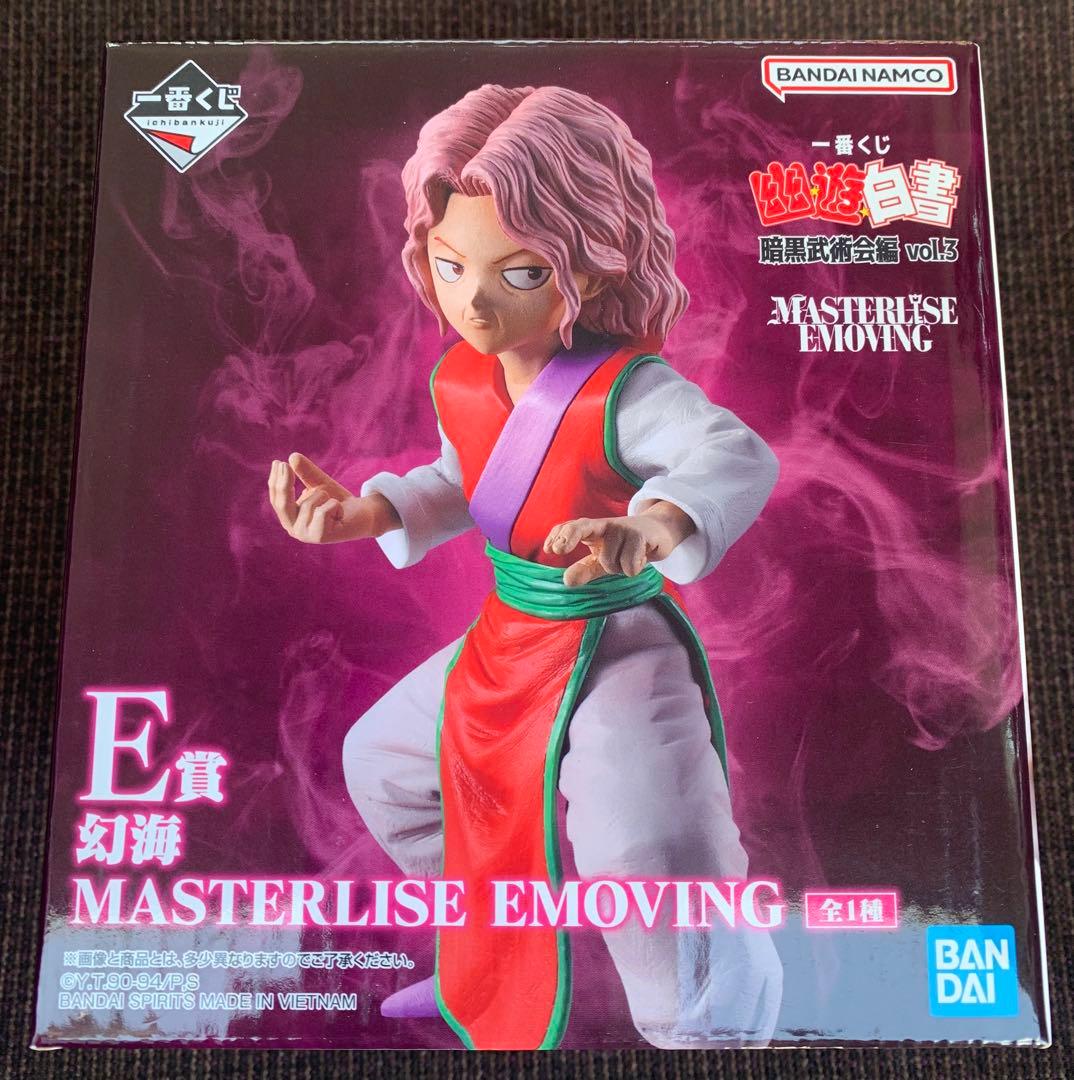 一番くじ
ichibankuji
BANDAI NAMCO
一番くじ
幽☆遊☆白書
暗黒武術会編 vol.3
MASTERLISE
EMOVING
E賞
幻海
MASTERLISE EMOVING 全1種
※画像と商品とは、多少異なりますのでご了承ください。
©Y.T.90-94/P,S
BANDAI SPIRITS MADE IN VIETNAM
BAN
DAI